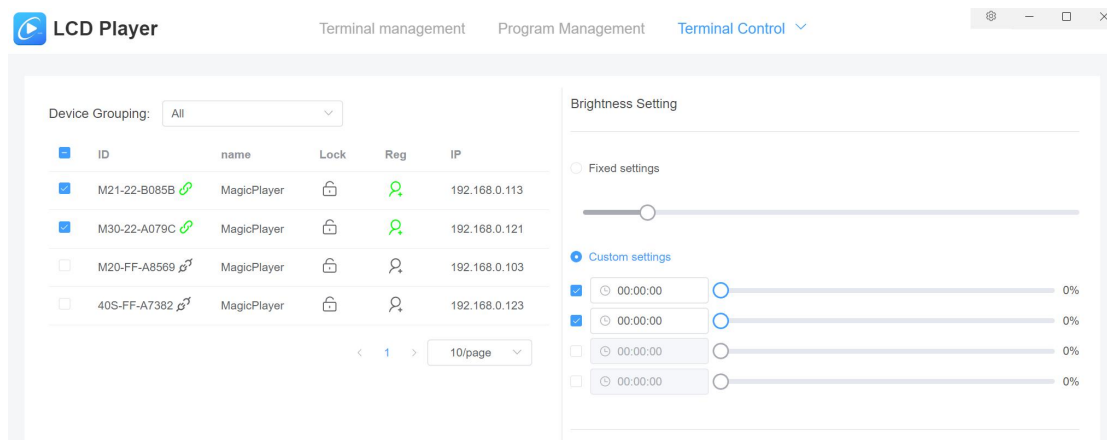 LCD Player
Terminal management Program Management Terminal Control
Device Grouping: All
ID name Lock Reg IP
M21-22-B085B MagicPlayer 192.168.0.113
M30-22-A079C MagicPlayer 192.168.0.121
M20-FF-A8569 MagicPlayer 192.168.0.103
40S-FF-A7382 MagicPlayer 192.168.0.123
1 10/page
Brightness Setting
Fixed settings
Custom settings
00:00:00 0%
00:00:00 0%
00:00:00 0%
00:00:00 0%